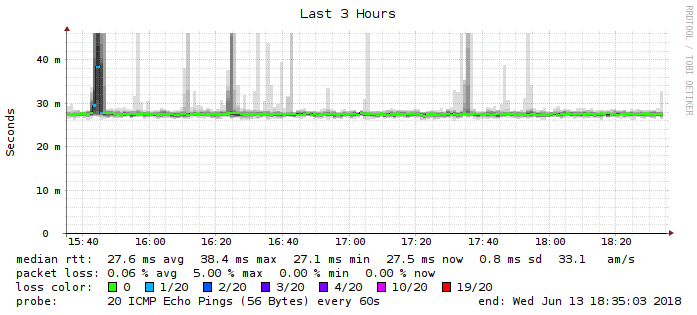 Last 3 Hours
RRDTOOL / TOBI OETIKER
Seconds
40 m
30 m
20 m
10 m
0
15:40 16:00 16:20 16:40 17:00 17:20 17:40 18:00 18:20
median rtt: 27.6 ms avg 38.4 ms max 27.1 ms min 27.5 ms now 0.8 ms sd 33.1 am/s
packet loss: 0.06 % avg 5.00 % max 0.00 % min 0.00 % now
loss color: 0 1/20 2/20 3/20 4/20 10/20 19/20
probe: 20 ICMP Echo Pings (56 Bytes) every 60s end: Wed Jun 13 18:35:03 2018